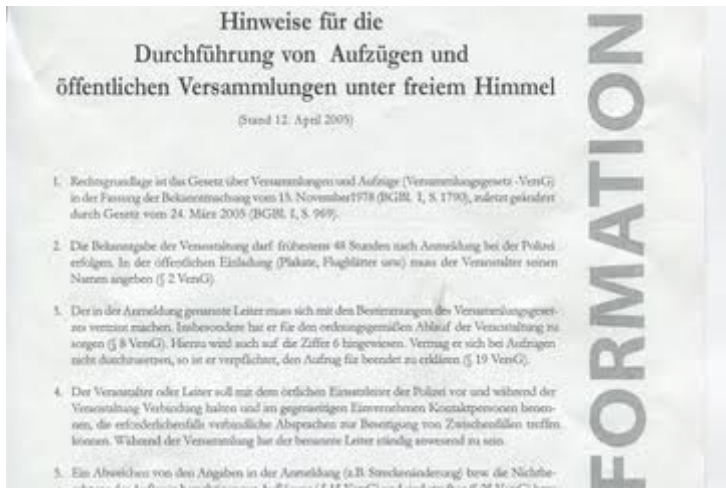 Hinweise für die
Durchführung von Aufzügen und
öffentlichen Versammlungen unter freiem Himmel
(Stand 12. April 2005)
1. Rechtsgrundlage ist das Gesetz über Versammlungen und Aufzüge (Versammlungsgesetz -VersG)
in der Fassung der Bekanntmachung vom 15. November1978 (BGBl. I, S. 1790), zuletzt geändert
durch Gesetz vom 24. März 2005 (BGBl. I, S. 969).
2. Die Bekanntgabe der Veranstaltung darf frühestens 48 Stunden nach Anmeldung bei der Polizei
erfolgen. In der öffentlichen Einladung (Plakate, Flugblätter usw) muss der Veranstalter seinen
Namen angeben (§ 2 VersG).
3. Der in der Anmeldung genannte Leiter muss sich mit den Bestimmungen des Versammlungsgeset-
zes vertraut machen. Insbesondere hat er für den ordnungsgemäßen Ablauf der Veranstaltung zu
sorgen (§ 8 VersG). Hierzu wird auch auf die Ziffer 6 hingewiesen. Vermag er sich bei Aufzügen
nicht durchzusetzen, so ist er verpflichtet, den Aufzug für beendet zu erklären (§ 19 VersG).
4. Der Veranstalter oder Leiter soll mit dem örtlichen Einsatzleiter der Polizei vor und während der
Veranstaltung Verbindung halten und im gegenseitigen Einvernehmen Kontaktpersonen benen-
nen, die erforderlichenfalls verbindliche Absprachen zur Beseitigung von Zwischenfällen treffen
können. Während der Versammlung hat der benannte Leiter ständig anwesend zu sein.
5. Ein Abweichen von den Angaben in der Anmeldung (z.B. Streckenänderung) bzw. die Nichtbe-
FORMATION